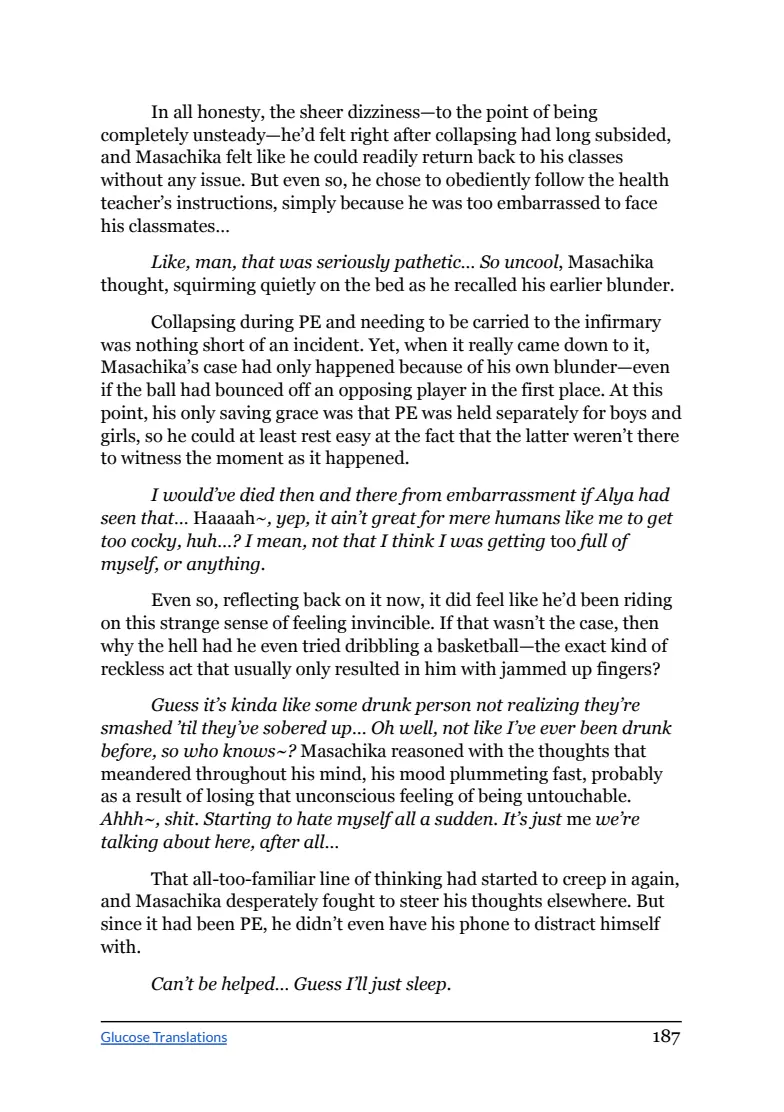 In all honesty, the sheer dizziness—to the point of being
completely unsteady—he’d felt right after collapsing had long subsided,
and Masachika felt like he could readily return back to his classes
without any issue. But even so, he chose to obediently follow the health
teacher’s instructions, simply because he was too embarrassed to face
his classmates…
Like, man, that was seriously pathetic… So uncool, Masachika
thought, squirming quietly on the bed as he recalled his earlier blunder.
Collapsing during PE and needing to be carried to the infirmary
was nothing short of an incident. Yet, when it really came down to it,
Masachika’s case had only happened because of his own blunder—even
if the ball had bounced off an opposing player in the first place. At this
point, his only saving grace was that PE was held separately for boys and
girls, so he could at least rest easy at the fact that the latter weren’t there
to witness the moment as it happened.
I would’ve died then and there from embarrassment if Alya had
seen that… Haaaah~, yep, it ain’t great for mere humans like me to get
too cocky, huh…? I mean, not that I think I was getting too full of
myself, or anything.
Even so, reflecting back on it now, it did feel like he’d been riding
on this strange sense of feeling invincible. If that wasn’t the case, then
why the hell had he even tried dribbling a basketball—the exact kind of
reckless act that usually only resulted in him with jammed up fingers?
Guess it’s kinda like some drunk person not realizing they’re
smashed ’til they’ve sobered up… Oh well, not like I’ve ever been drunk
before, so who knows~? Masachika reasoned with the thoughts that
meandered throughout his mind, his mood plummeting fast, probably
as a result of losing that unconscious feeling of being untouchable.
Ahhh~, shit. Starting to hate myself all a sudden. It’s just me we’re
talking about here, after all…
That all-too-familiar line of thinking had started to creep in again,
and Masachika desperately fought to steer his thoughts elsewhere. But
since it had been PE, he didn’t even have his phone to distract himself
with.
Can’t be helped… Guess I’ll just sleep.
Glucose Translations 187